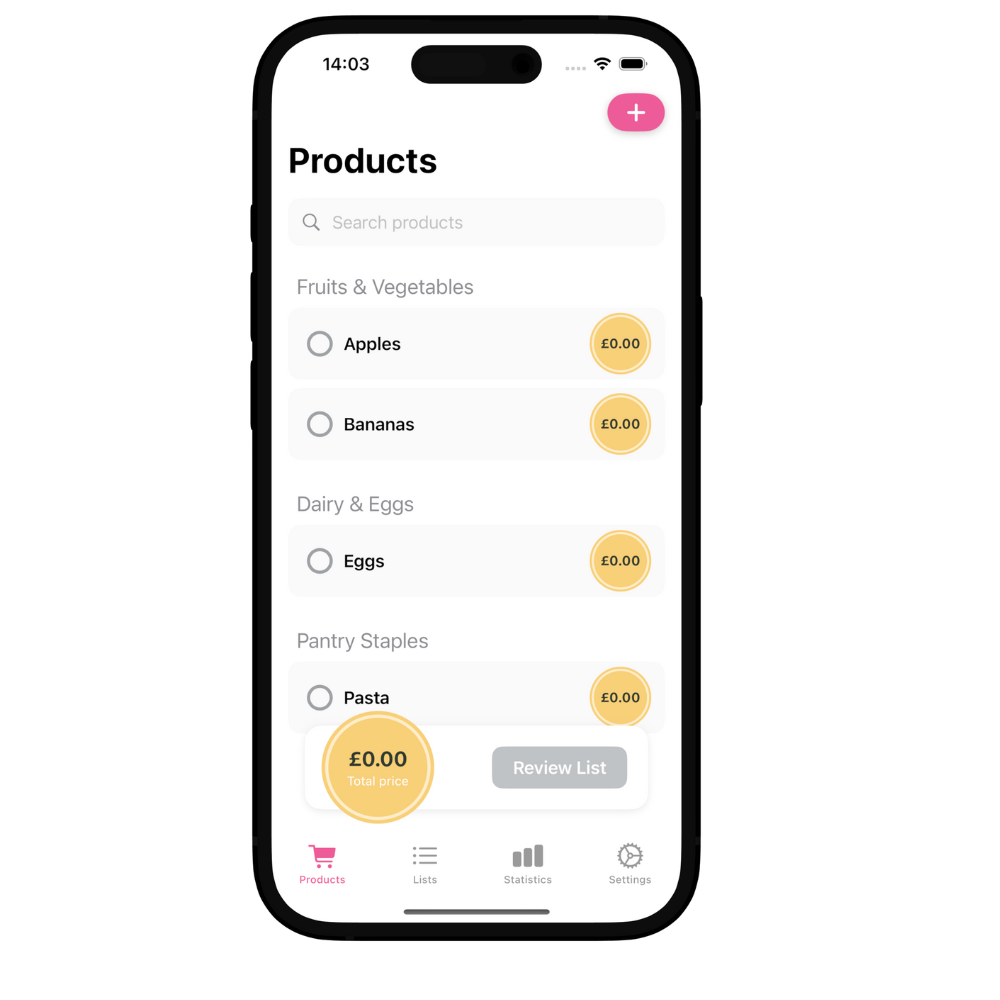 14:03
Products
Search products
Fruits & Vegetables
Apples £0.00
Bananas £0.00
Dairy & Eggs
Eggs £0.00
Pantry Staples
Pasta £0.00
£0.00
Total price
Review List
Products Lists Statistics Settings